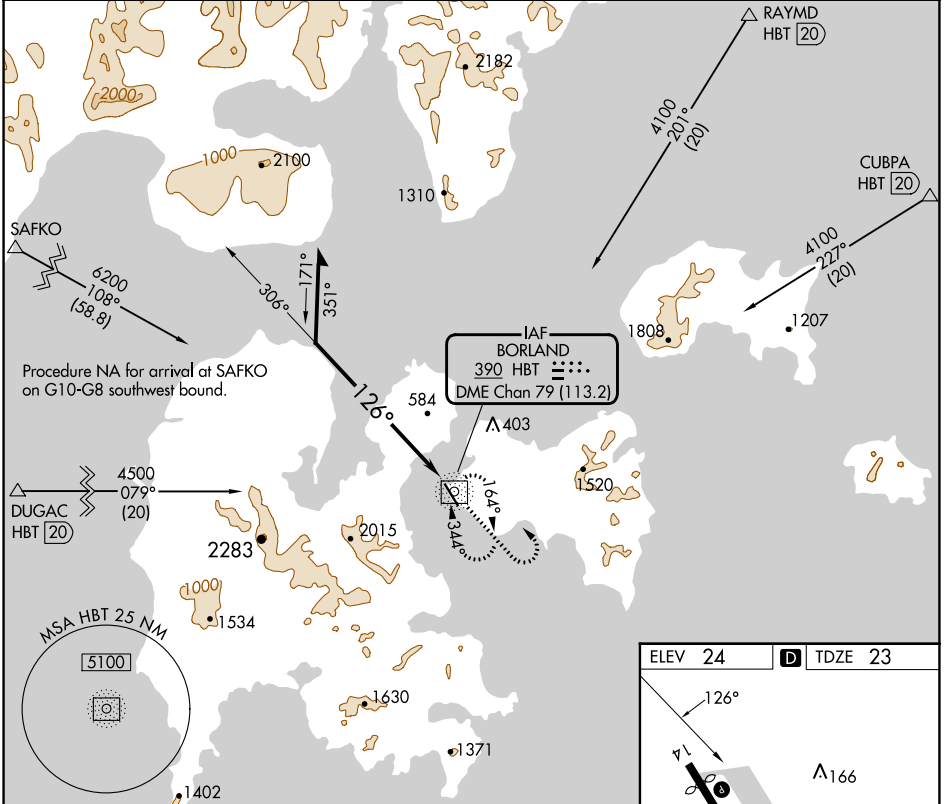 RAYMD
HBT 20
2182
2000
4100
201°
(20)
1000
2100
CUBPA
HBT 20
1310
SAFKO
4100
227°
(20)
6200
108°
(58.8)
306°
171°
351°
1808
1207
IAF
BORLAND
390 HBT
DME Chan 79 (113.2)
Procedure NA for arrival at SAFKO
on G10-G8 southwest bound.
126°
584
403
4500
079°
(20)
DUGAC
HBT 20
1520
164°
344°
2283
2015
1000
1534
MSA HBT 25 NM
5100
ELEV 24
D
TDZE 23
126°
1630
14
1371
P
166
1402